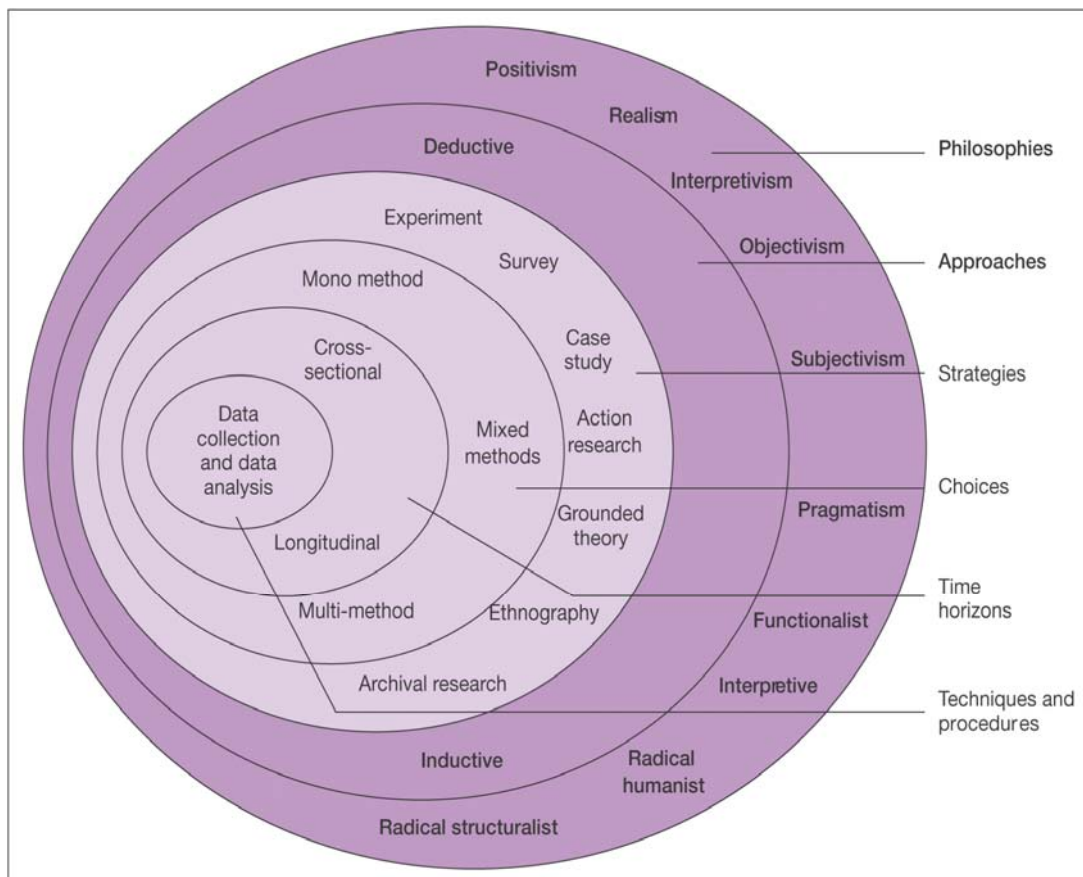 Positivism
Realism
Philosophies
Deductive
Interpretivism
Experiment
Objectivism
Survey
Approaches
Mono method
Case
study
Cross-
sectional
Subjectivism
Strategies
Data
collection
and data
analysis
Mixed
methods
Action
research
Choices
Pragmatism
Grounded
theory
Longitudinal
Time
horizons
Multi-method
Ethnography
Functionalist
Archival research
Interpretive
Techniques and
procedures
Inductive
Radical
humanist
Radical structuralist